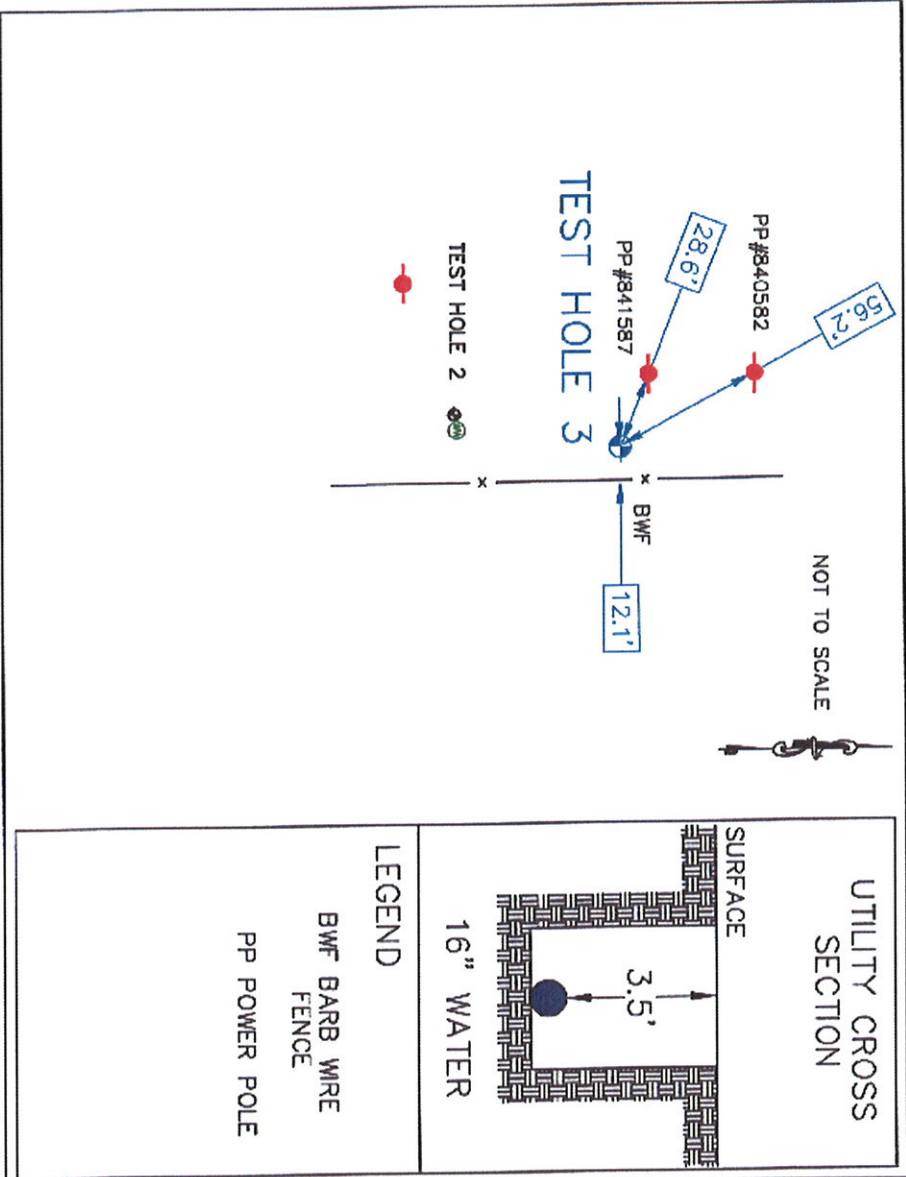 NOT TO SCALE
56.2'
PP#840582
28.6'
PP#841587
TEST HOLE 3
BWF
12.1'
TEST HOLE 2
UTILITY CROSS
SECTION
SURFACE
3.5'
16" WATER
LEGEND
BWF BARB WIRE
FENCE
PP POWER POLE